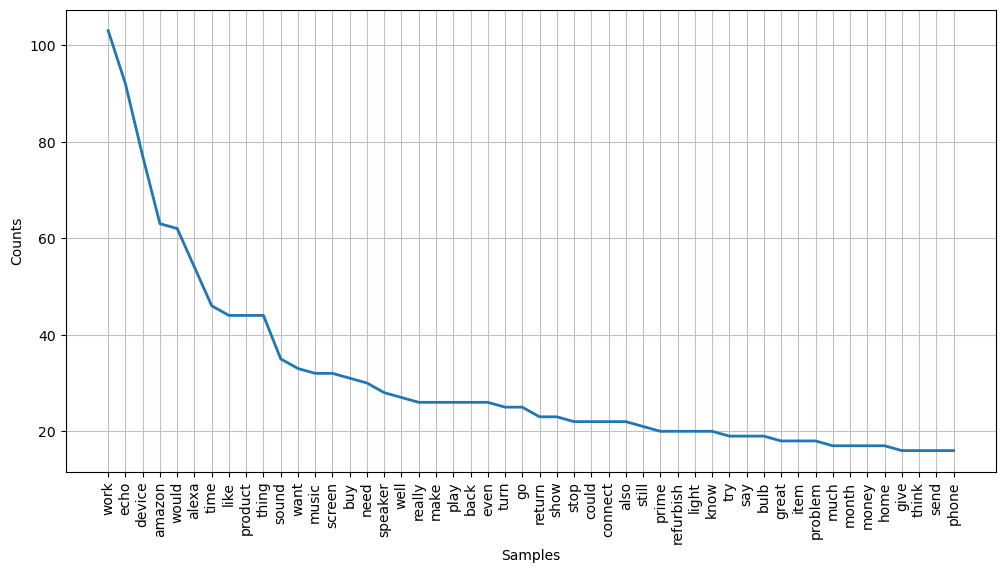 100
80
60
40
20
Counts
work
echo
device
amazon
would
alexa
time
like
product
thing
sound
want
music
screen
buy
need
speaker
well
really
make
play
back
even
turn
go
return
show
stop
could
connect
also
still
prime
refurbish
light
know
try
say
bulb
great
item
problem
much
month
money
home
give
think
send
phone
Samples